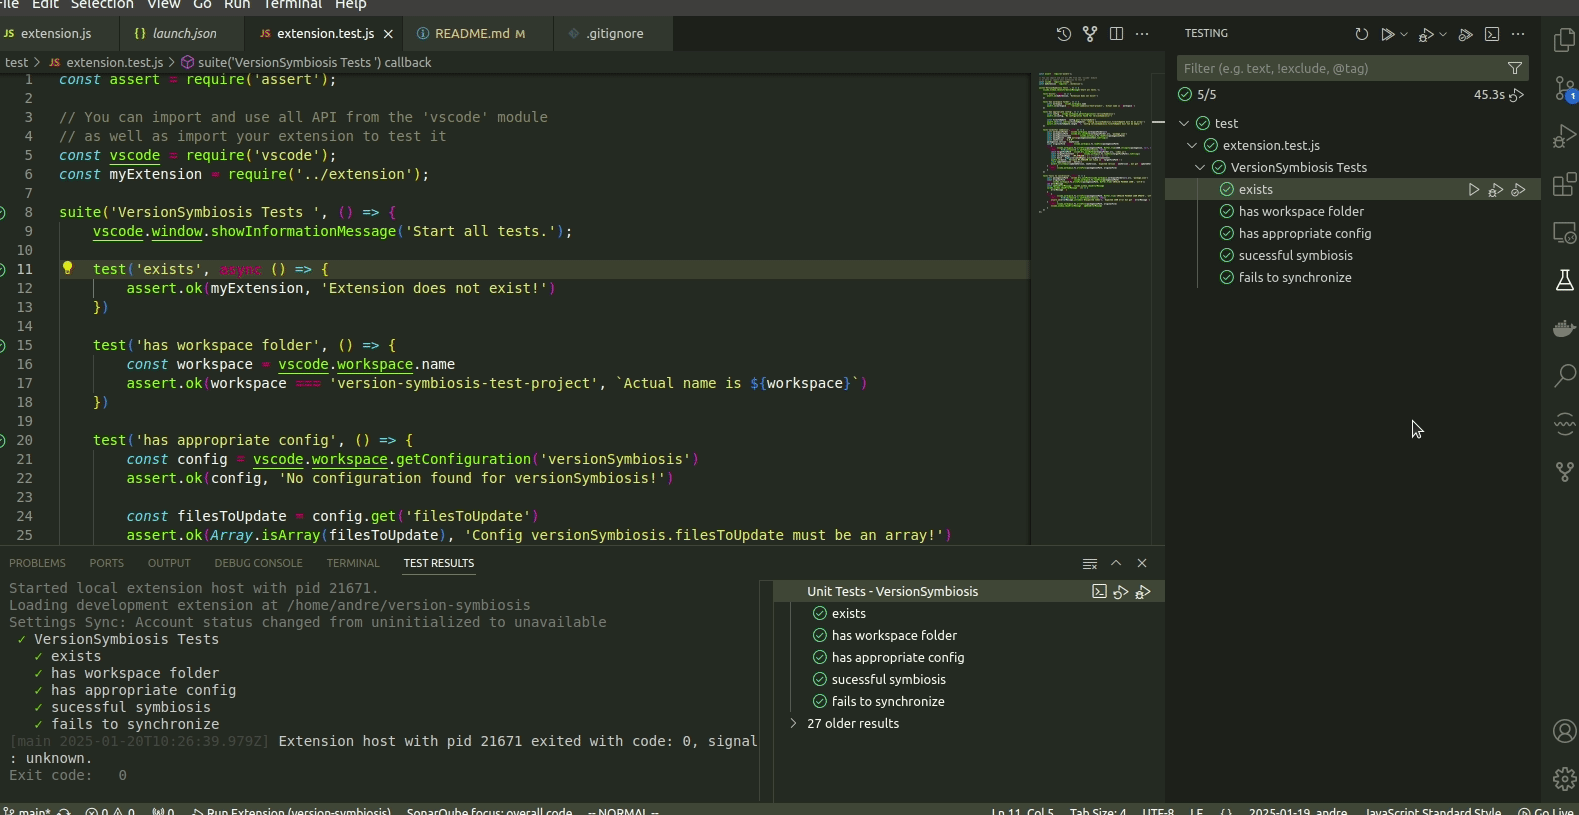 File Edit Selection View Go Run Terminal Help
JS extension.js
{ } launch.json
JS extension.test.js
README.md M
.gitignore
test > JS extension.test.js > suite('VersionSymbiosis Tests ') callback
1 const assert = require('assert');
2
3 // You can import and use all API from the 'vscode' module
4 // as well as import your extension to test it
5 const vscode = require('vscode');
6 const myExtension = require('../extension');
7
8 suite('VersionSymbiosis Tests ', () => {
9 vscode.window.showInformationMessage('Start all tests.');
10
11 test('exists', async () => {
12 assert.ok(myExtension, 'Extension does not exist!')
13 })
14
15 test('has workspace folder', () => {
16 const workspace = vscode.workspace.name
17 assert.ok(workspace === 'version-symbiosis-test-project', `Actual name is ${workspace}`)
18 })
19
20 test('has appropriate config', () => {
21 const config = vscode.workspace.getConfiguration('versionSymbiosis')
22 assert.ok(config, 'No configuration found for versionSymbiosis!')
23
24 const filesToUpdate = config.get('filesToUpdate')
25 assert.ok(Array.isArray(filesToUpdate), 'Config versionSymbiosis.filesToUpdate must be an array!')
PROBLEMS PORTS OUTPUT DEBUG CONSOLE TERMINAL TEST RESULTS
Started local extension host with pid 21671.
Loading development extension at /home/andre/version-symbiosis
Settings Sync: Account status changed from uninitialized to unavailable
✓ VersionSymbiosis Tests
✓ exists
✓ has workspace folder
✓ has appropriate config
✓ sucessful symbiosis
✓ fails to synchronize
[main 2025-01-20T10:26:39.979Z] Extension host with pid 21671 exited with code: 0, signal
: unknown.
Exit code: 0
Unit Tests - VersionSymbiosis
exists
has workspace folder
has appropriate config
sucessful symbiosis
fails to synchronize
27 older results
TESTING
Filter (e.g. text, !exclude, @tag)
5/5
45.3s
test
extension.test.js
VersionSymbiosis Tests
exists
has workspace folder
has appropriate config
sucessful symbiosis
fails to synchronize
1
main* 0 0 0 Run Extension (version-symbiosis) SonarQube focus: overall code -- NORMAL -- Ln 11, Col 5 Tab Size: 4 UTF-8 LF { } 2025-01-19, andre JavaScript Standard Style Go Live